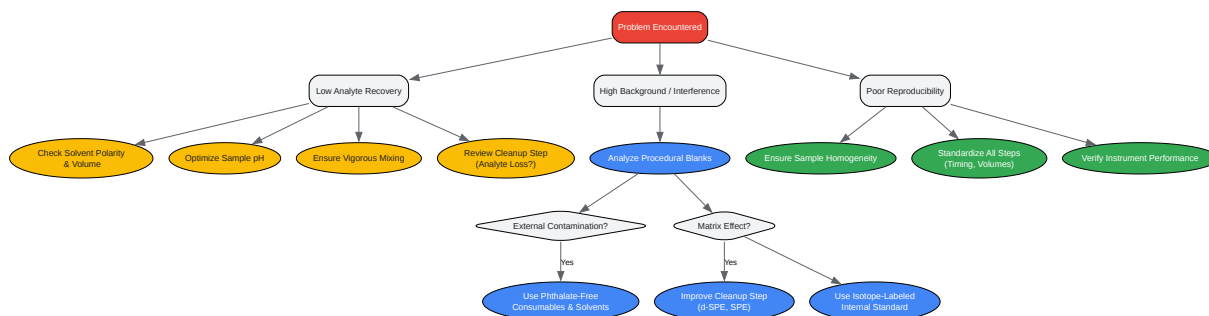 Problem Encountered
Low Analyte Recovery
High Background / Interference
Poor Reproducibility
Check Solvent Polarity
& Volume
Optimize Sample pH
Ensure Vigorous Mixing
Review Cleanup Step
(Analyte Loss?)
Analyze Procedural Blanks
Ensure Sample Homogeneity
Standardize All Steps
(Timing, Volumes)
Verify Instrument Performance
External Contamination?
Matrix Effect?
Yes
Yes
Use Phthalate-Free
Consumables & Solvents
Improve Cleanup Step
(d-SPE, SPE)
Use Isotope-Labeled
Internal Standard